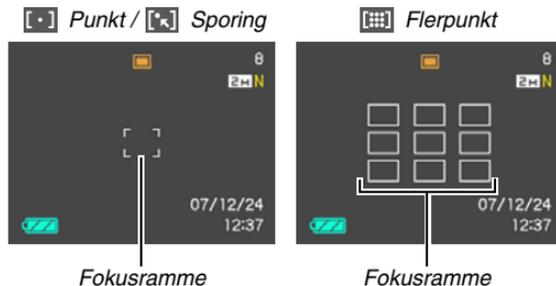 [·] Punkt / [·↖] Sporing
8
2M N
07/12/24
12:37
Fokusramme
[⁝⁝⁝] Flerpunkt
8
2M N
07/12/24
12:37
Fokusramme